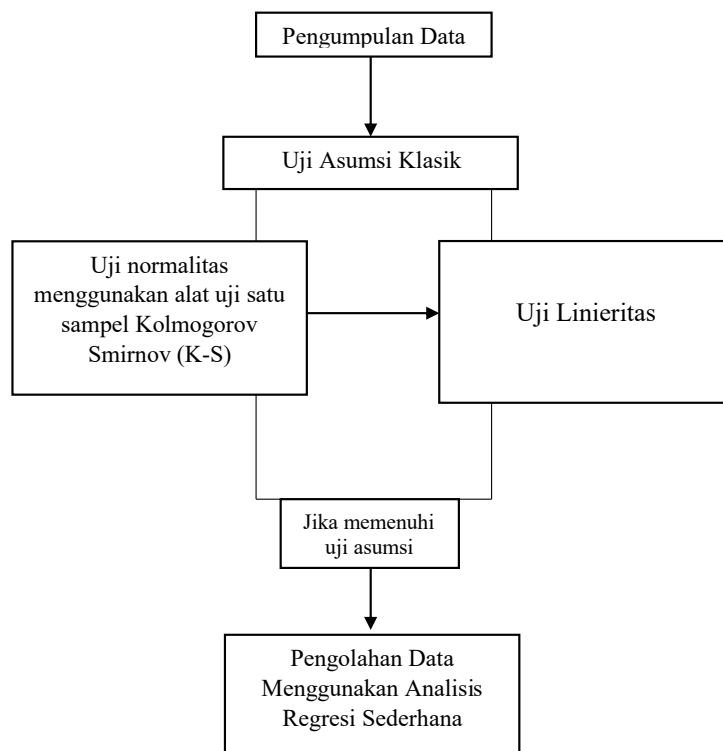 Pengumpulan Data
Uji Asumsi Klasik
Uji normalitas
menggunakan alat uji satu
sampel Kolmogorov
Smirnov (K-S)
Uji Linieritas
Jika memenuhi
uji asumsi
Pengolahan Data
Menggunakan Analisis
Regresi Sederhana